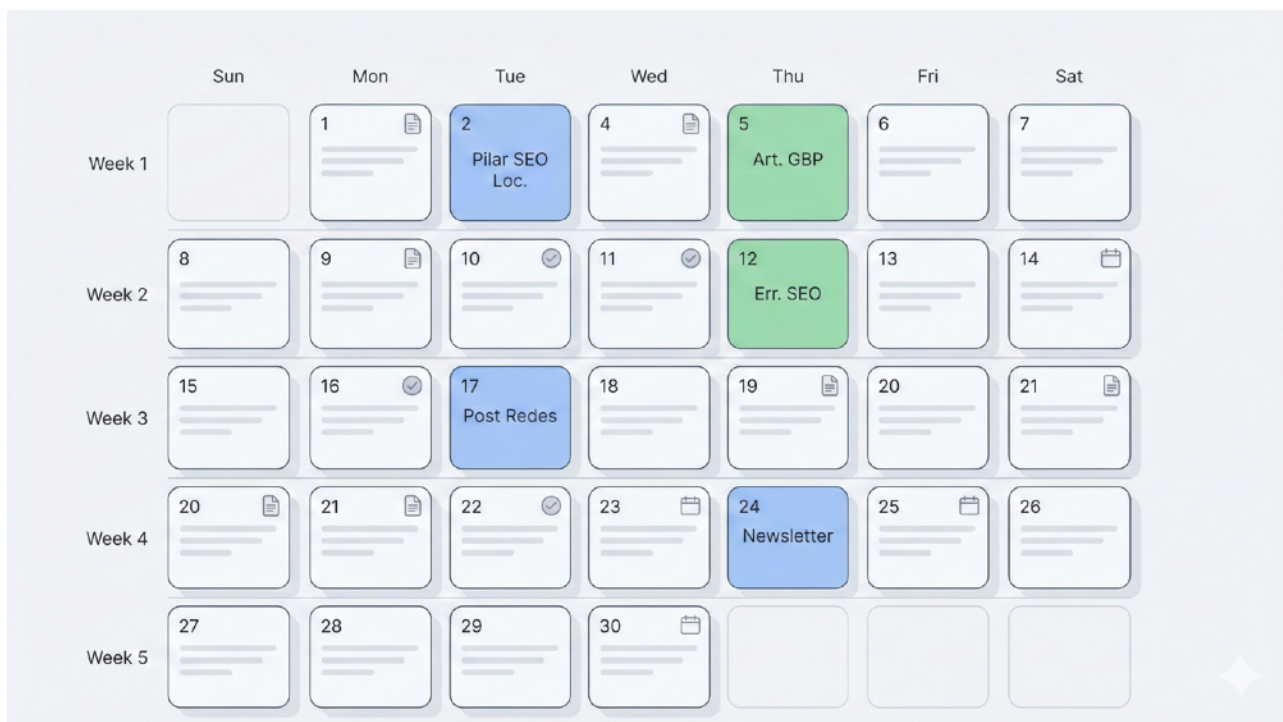 Sun Mon Tue Wed Thu Fri Sat
Week 1
1 2 4 5 6 7
Pilar SEO
Loc.
Art. GBP
Week 2
8 9 10 11 12 13 14
Err. SEO
Week 3
15 16 17 18 19 20 21
Post Redes
Week 4
20 21 22 23 24 25 26
Newsletter
Week 5
27 28 29 30